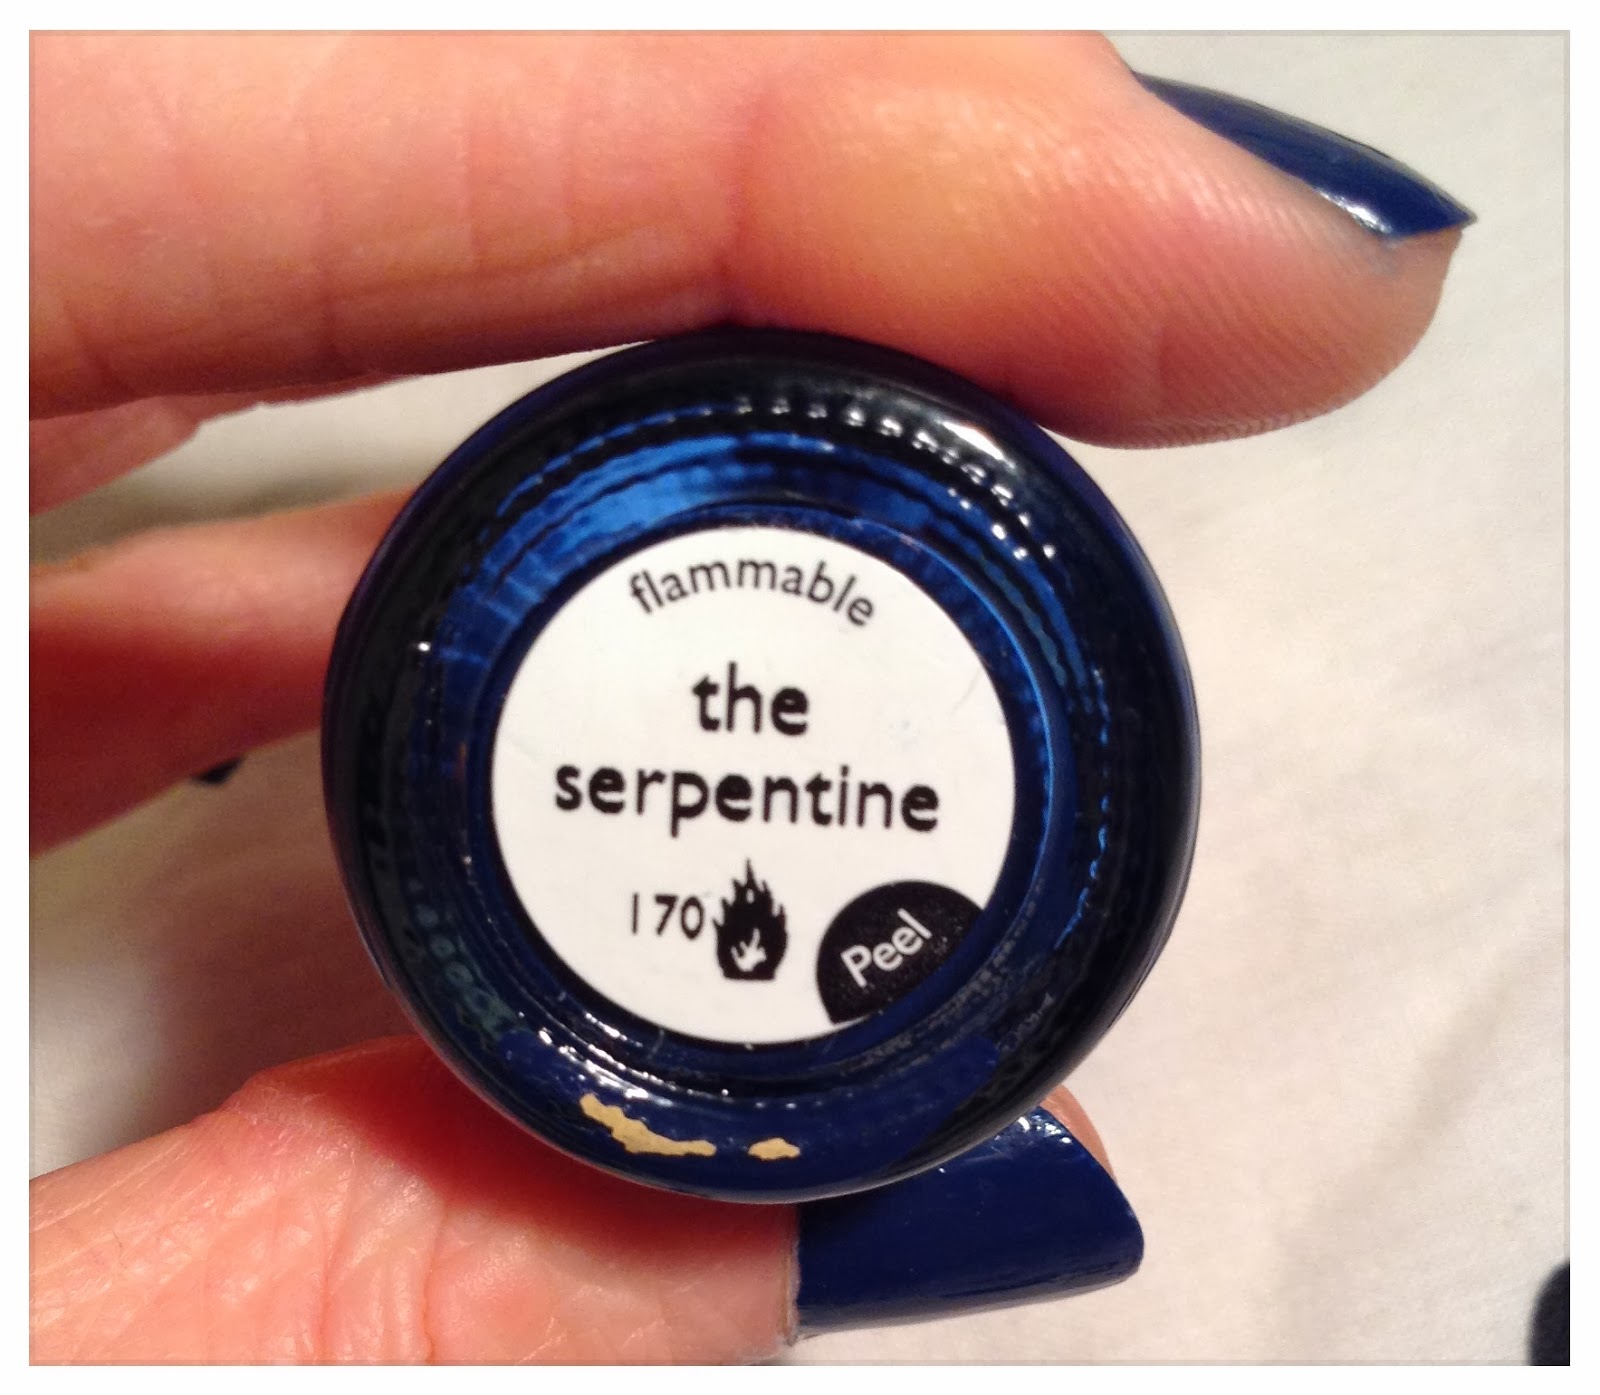 flammable
the
serpentine
170
Peel